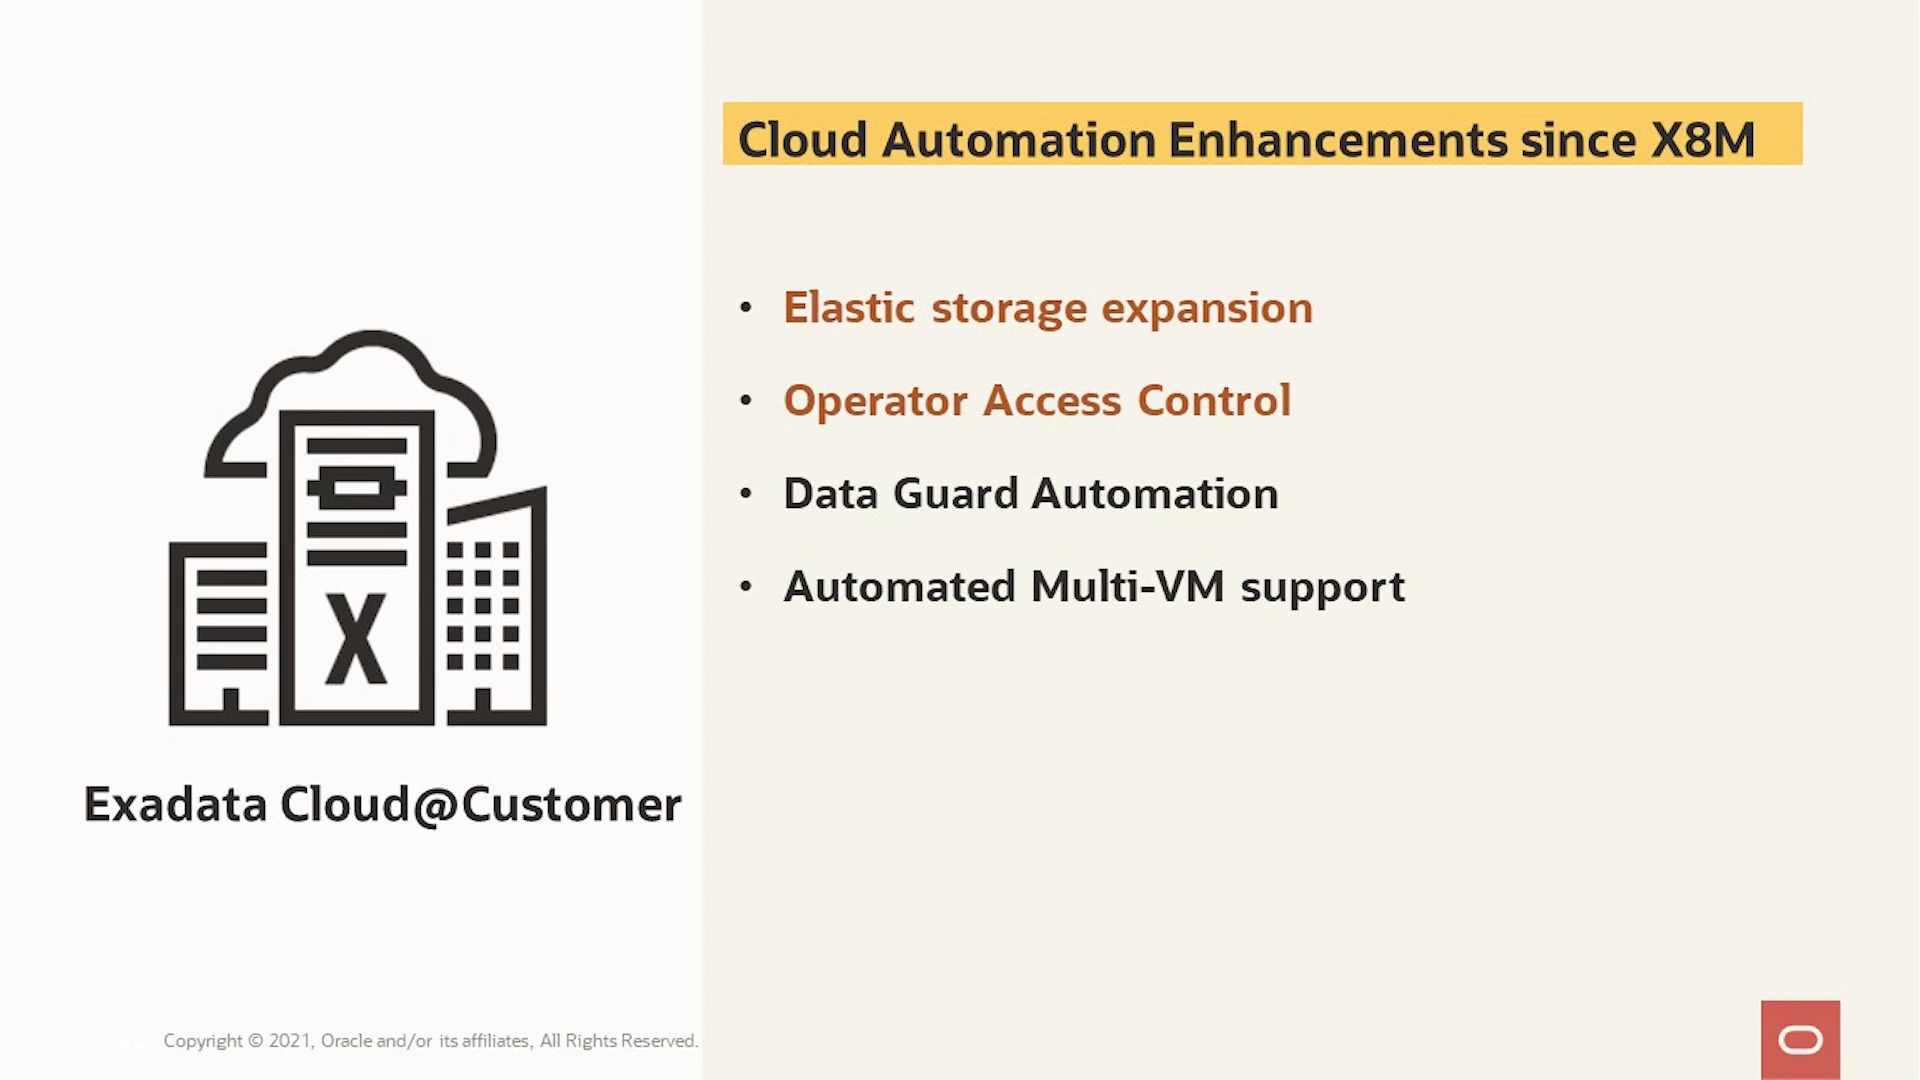 Cloud Automation Enhancements since X8M
• Elastic storage expansion
• Operator Access Control
• Data Guard Automation
• Automated Multi-VM support
X
Exadata Cloud@Customer
Copyright © 2021, Oracle and/or its affiliates, All Rights Reserved.